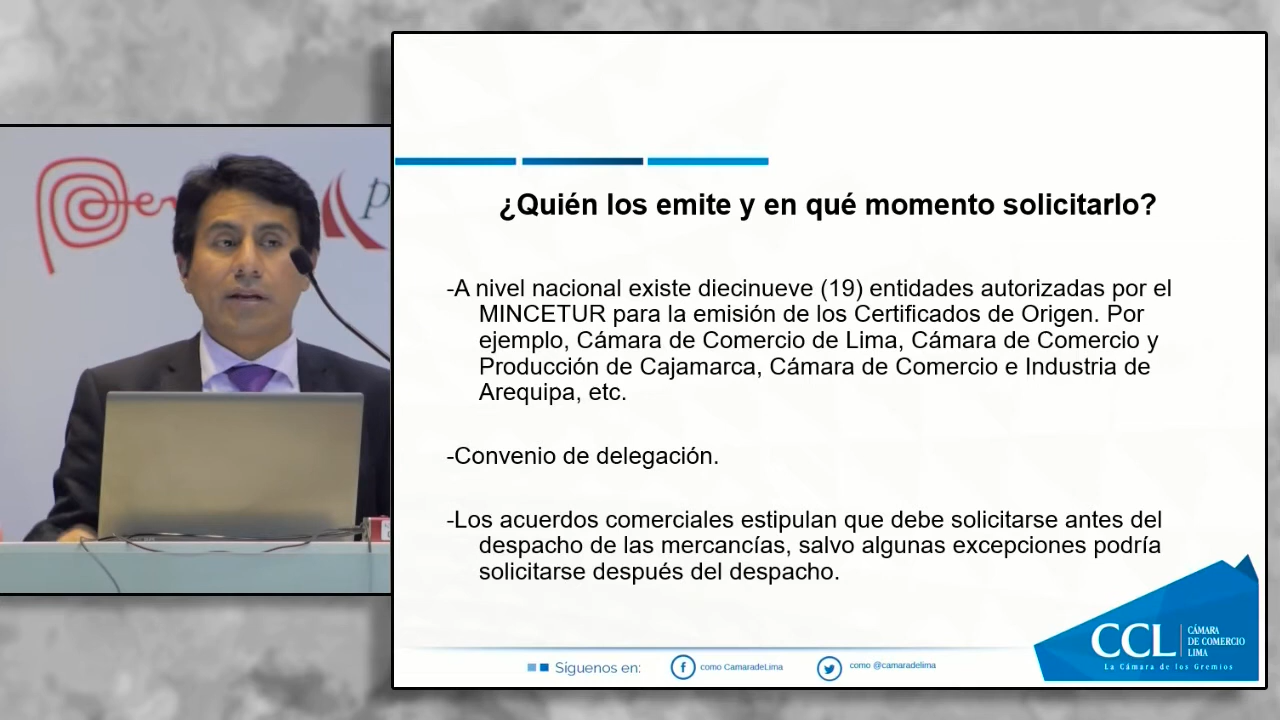 Per
p
¿Quién los emite y en qué momento solicitarlo?
-A nivel nacional existe diecinueve (19) entidades autorizadas por el
MINCETUR para la emisión de los Certificados de Origen. Por
ejemplo, Cámara de Comercio de Lima, Cámara de Comercio y
Producción de Cajamarca, Cámara de Comercio e Industria de
Arequipa, etc.
-Convenio de delegación.
-Los acuerdos comerciales estipulan que debe solicitarse antes del
despacho de las mercancías, salvo algunas excepciones podría
solicitarse después del despacho.
CCL
CÁMARA
DE COMERCIO
LIMA
La Cámara de los Gremios
Síguenos en:
como CamaradeLima
como @camaradelima